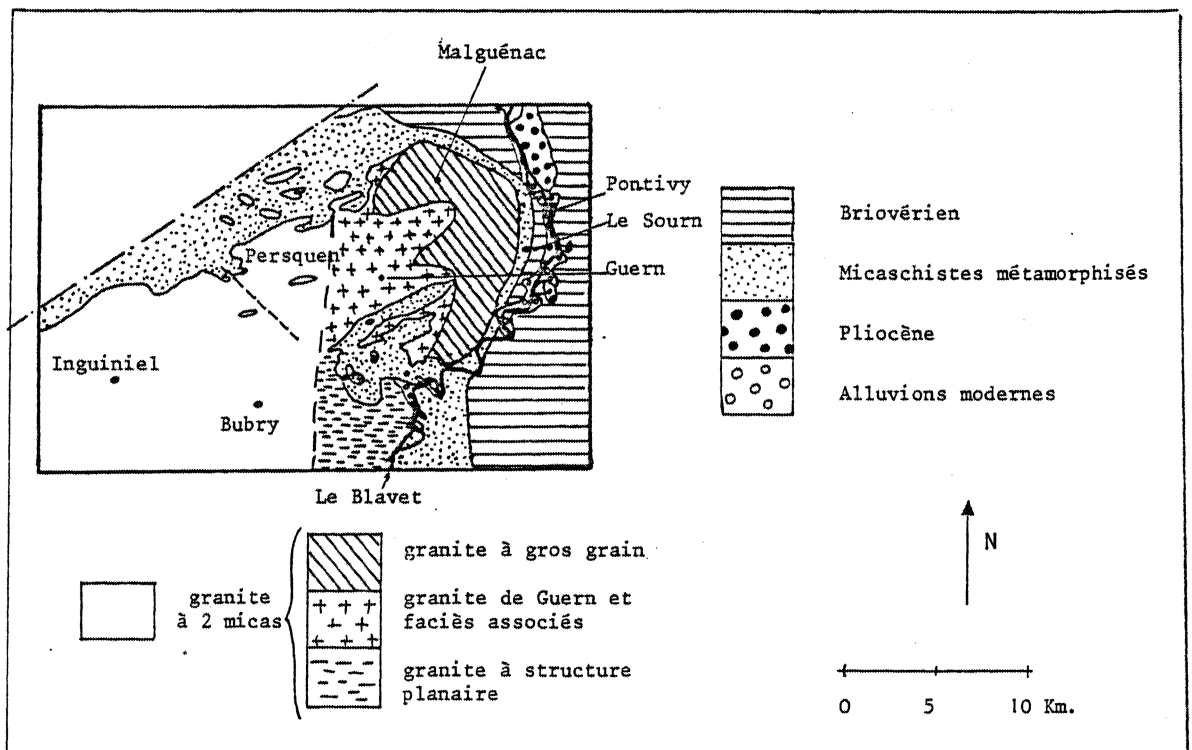 Malguénac
Pontivy
Le Sourn
Guern
Persquen
Inguiniel
Bubry
Le Blavet
Briovérien
Micaschistes métamorphisés
Pliocène
Alluvions modernes
granite
à 2 micas
granite à gros grain
granite de Guern et
faciès associés
granite à structure
planaire
N
0 5 10 Km.